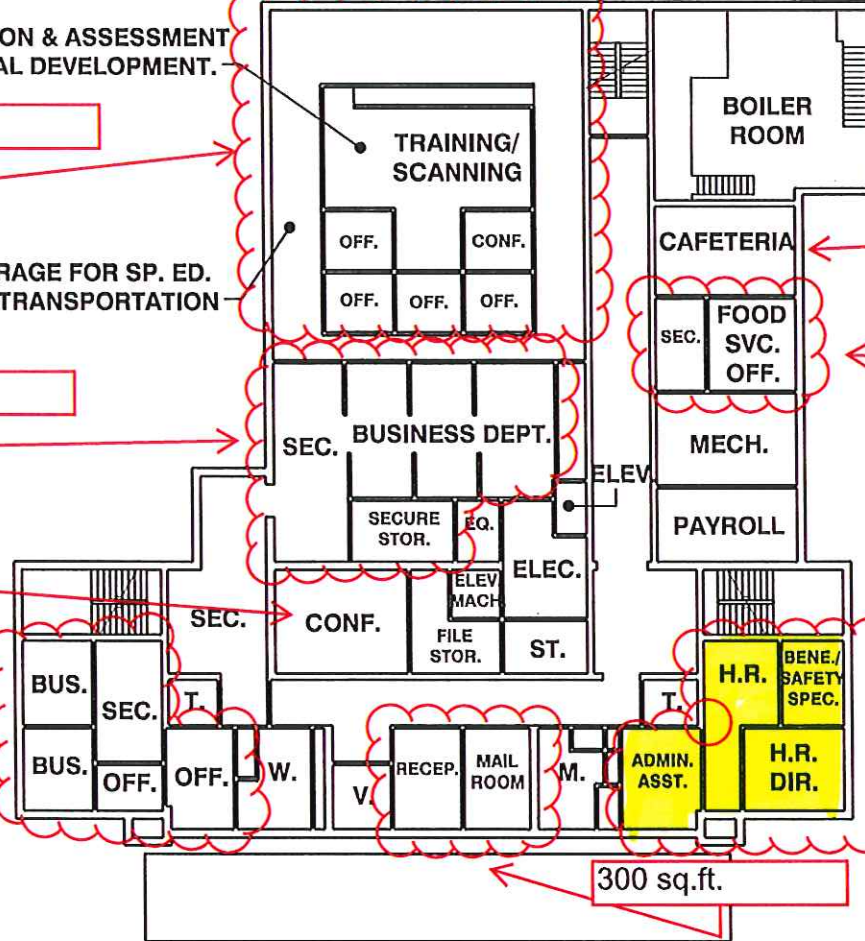 ON & ASSESSMENT
AL DEVELOPMENT.
TRAINING/
SCANNING
BOILER
ROOM
OFF.
CONF.
CAFETERIA
RAGE FOR SP. ED.
TRANSPORTATION
OFF.
OFF.
OFF.
SEC.
FOOD
SVC.
OFF.
SEC.
BUSINESS DEPT.
MECH.
ELEV
SECURE
STOR.
EQ.
PAYROLL
ELEC.
ELEV.
MACH
SEC.
CONF.
FILE
STOR.
ST.
BUS.
SEC.
T.
T.
H.R.
BENE./
SAFETY
SPEC.
BUS.
OFF.
OFF.
W.
V.
RECEP.
MAIL
ROOM
M.
ADMIN.
ASST.
H.R.
DIR.
300 sq.ft.